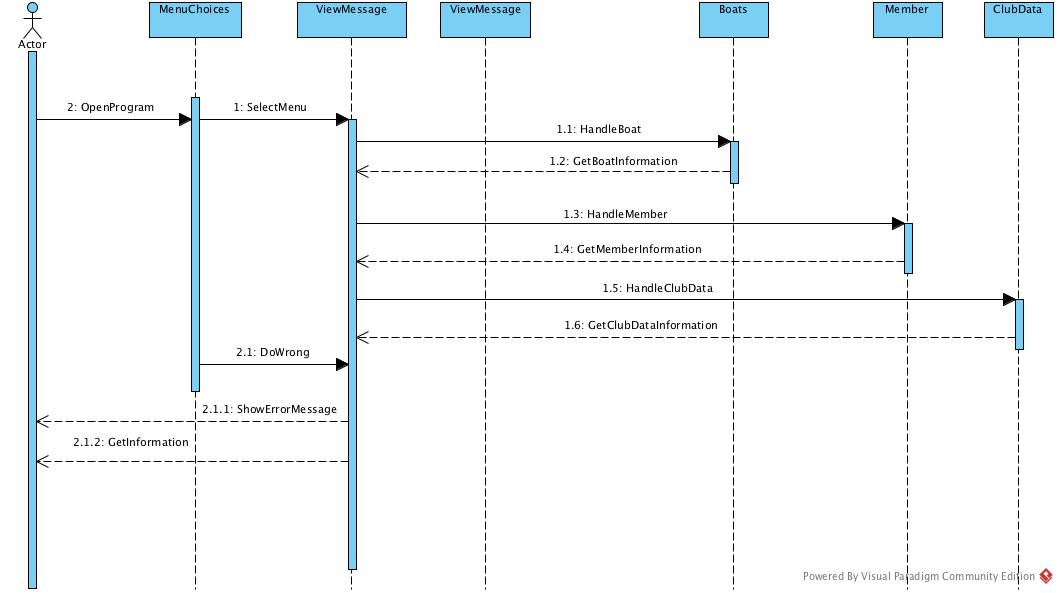 MenuChoices
ViewMessage
ViewMessage
Boats
Member
ClubData
Actor
2: OpenProgram
1: SelectMenu
1.1: HandleBoat
1.2: GetBoatInformation
1.3: HandleMember
1.4: GetMemberInformation
1.5: HandleClubData
1.6: GetClubDataInformation
2.1: DoWrong
2.1.1: ShowErrorMessage
2.1.2: GetInformation
Powered By Visual Paradigm Community Edition